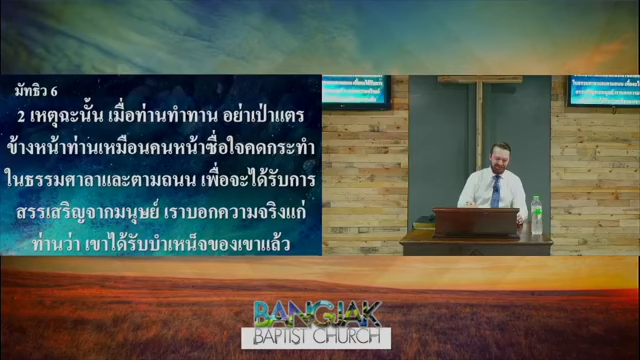 มัทธิว 6
2 เหตุฉะนั้น เมื่อท่านทำทาน อย่าเป่าแตร
ข้างหน้าท่านเหมือนคนหน้าซื่อใจคดกระทำ
ในธรรมศาลาและตามถนน เพื่อจะได้รับการ
สรรเสริญจากมนุษย์ เราบอกความจริงแก่
ท่านว่า เขาได้รับบำเหน็จของเขาแล้ว
BANGJAK
BAPTIST CHURCH